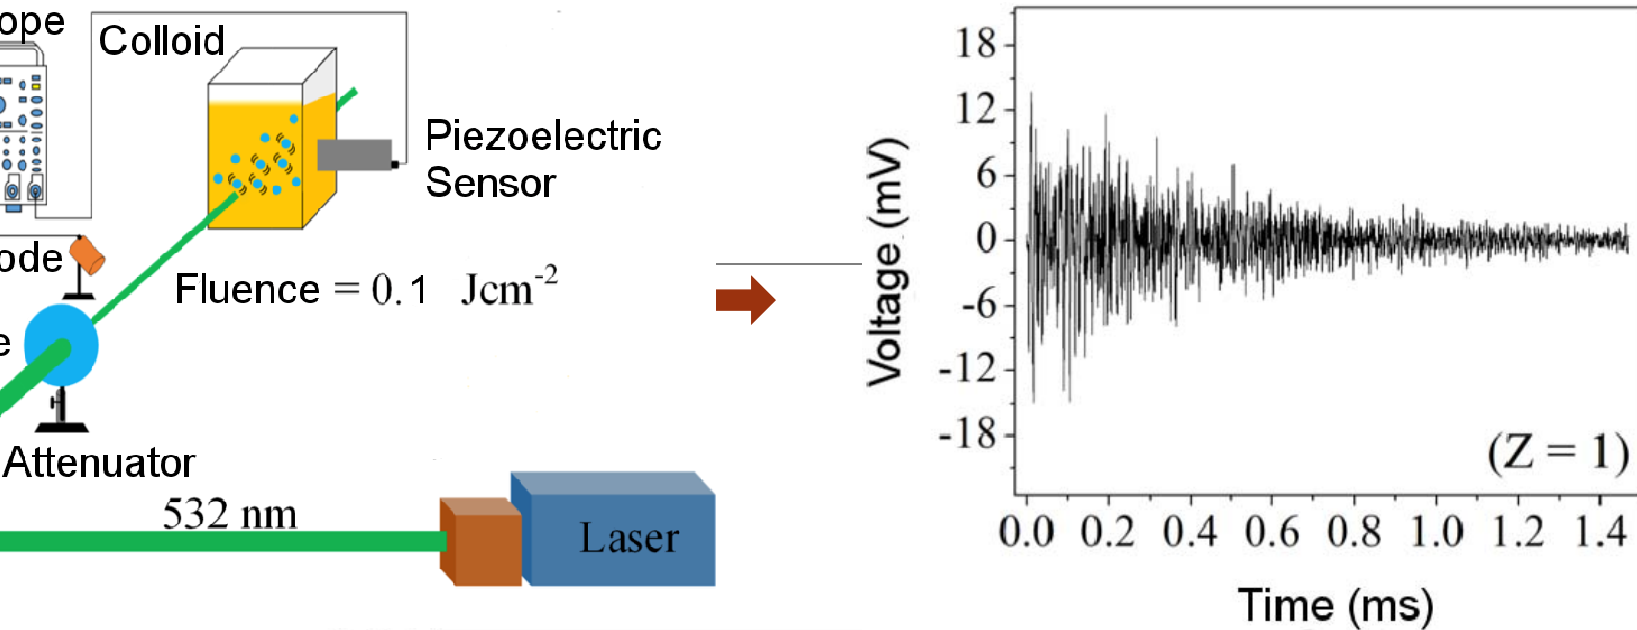 ope
Colloid
Piezoelectric
Sensor
ode
Fluence = 0.1 Jcm-2
e
Attenuator
532 nm
Laser
Voltage (mV)
18
12
6
0
-6
-12
-18
(Z = 1)
0.0 0.2 0.4 0.6 0.8 1.0 1.2 1.4
Time (ms)